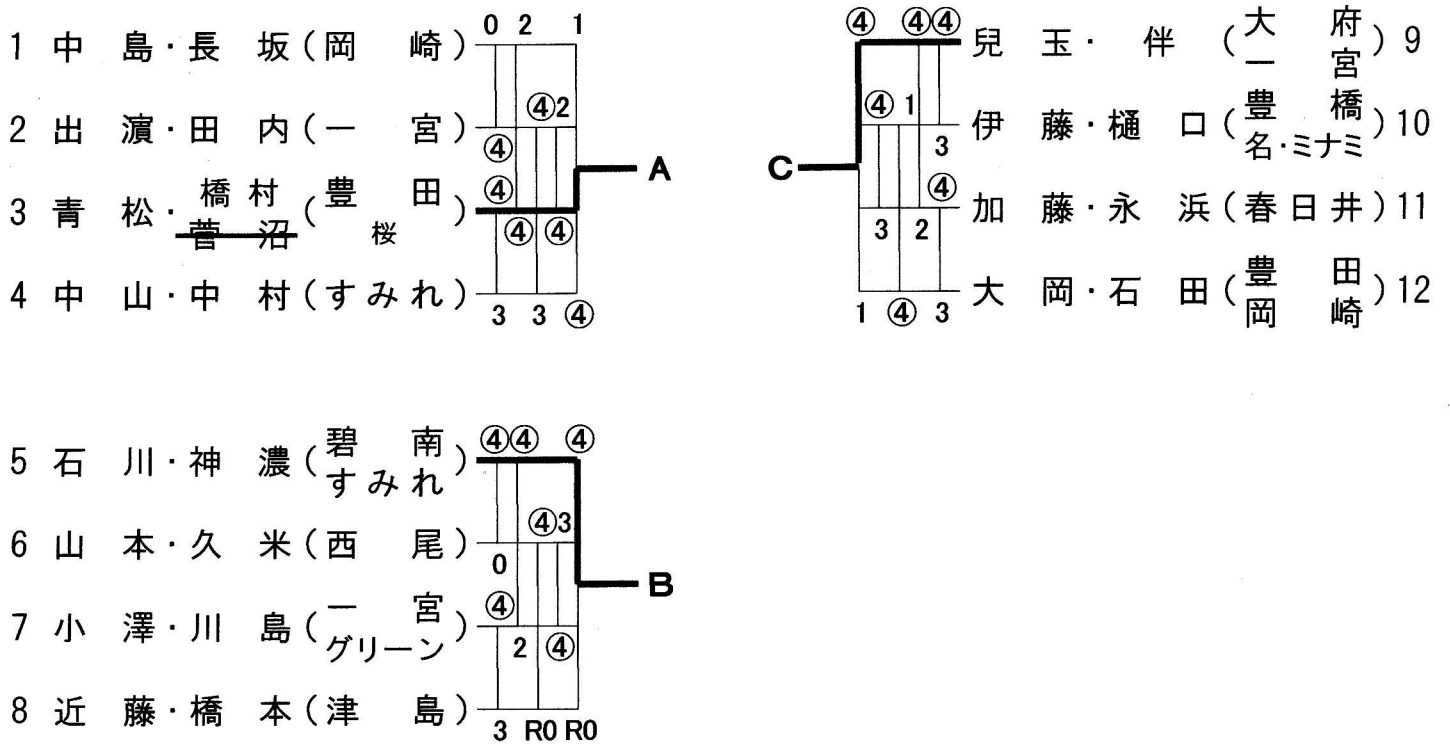 0 2 1
1 中島・長坂(岡崎)
④2
2 出濱・田内(一宮)
④
A
④
橋村
3 青松・菅沼(豊田桜)
④ ④
4 中山・中村(すみれ)
3 3 ④
④④ ④
5 石川・神濃(碧南すみれ)
④3
6 山本・久米(西尾)
0
B
④
7 小澤・川島(一宮グリーン)
2 ④
8 近藤・橋本(津島)
3 R0 R0
④ ④④
兒玉・伴(大府一宮)9
④ 1
伊藤・樋口(豊橋名・ミナミ)10
3
C
④
加藤・永浜(春日井)11
3 2
大岡・石田(豊田岡崎)12
1 ④ 3